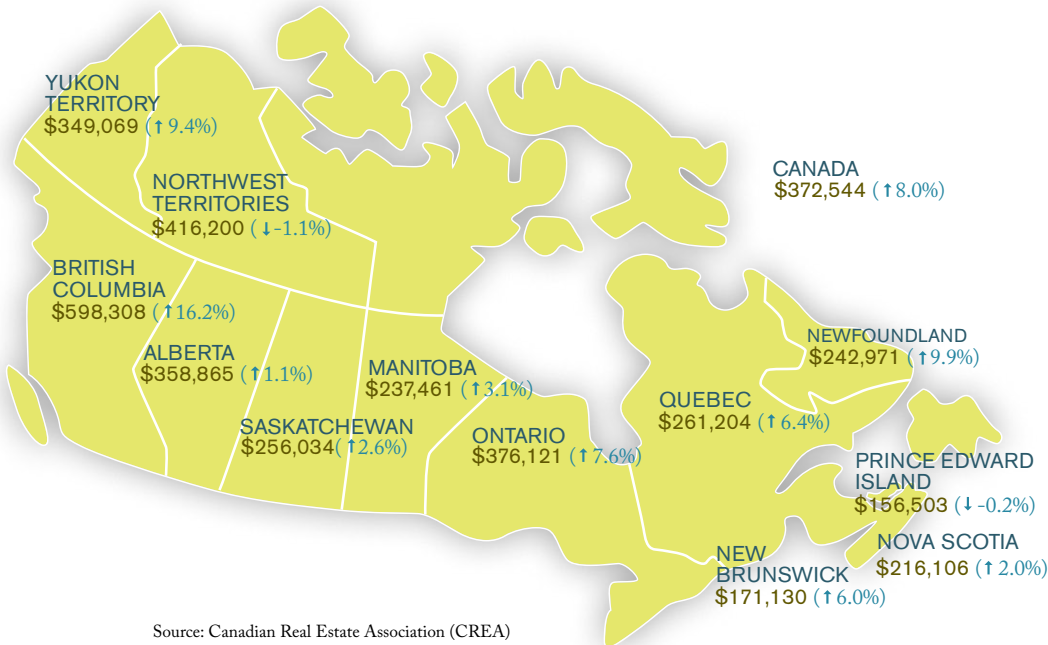 YUKON
TERRITORY
$349,069 (↑ 9.4%)
NORTHWEST
TERRITORIES
$416,200 (↓-1.1%)
CANADA
$372,544 (↑8.0%)
BRITISH
COLUMBIA
$598,308 (↑16.2%)
ALBERTA
$358,865 (↑1.1%)
MANITOBA
$237,461 (↑3.1%)
SASKATCHEWAN
$256,034(↑2.6%)
ONTARIO
$376,121 (↑7.6%)
QUEBEC
$261,204 (↑6.4%)
NEWFOUNDLAND
$242,971 (↑9.9%)
PRINCE EDWARD
ISLAND
$156,503 (↓-0.2%)
NOVA SCOTIA
$216,106 (↑2.0%)
NEW
BRUNSWICK
$171,130 (↑6.0%)
Source: Canadian Real Estate Association (CREA)